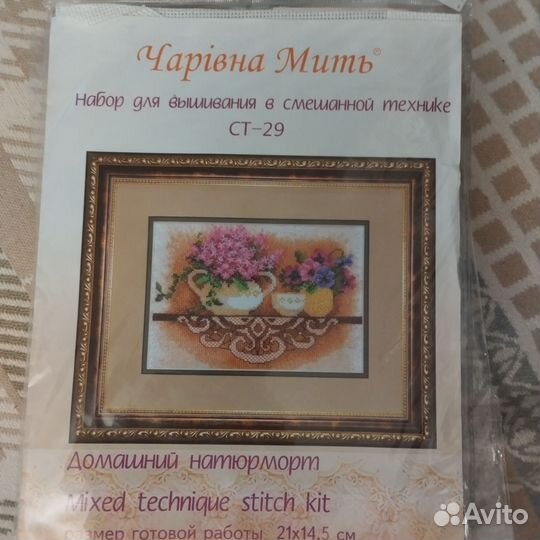 Чарівна Мить®
Набор для вышивания в смешанной технике
СТ-29
Домашний натюрморт
Mixed technique stitch kit
размер готовой работы 21x14,5 см
Avito